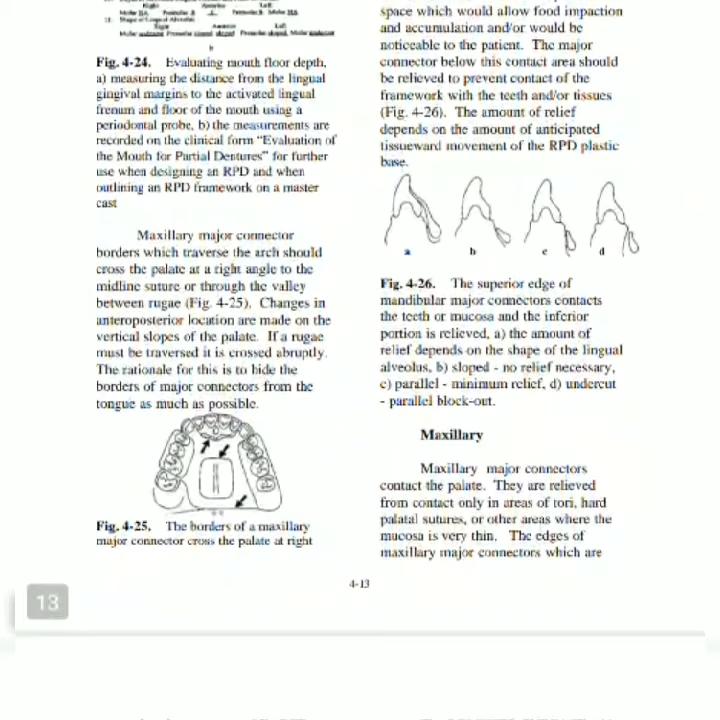 Right Anterior Left
Fig. 4-24. Evaluating mouth floor depth,
a) measuring the distance from the lingual
gingival margins to the activated lingual
frenum and floor of the mouth using a
periodontal probe, b) the measurements are
recorded on the clinical form “Evaluation of
the Mouth for Partial Dentures” for further
use when designing an RPD and when
outlining an RPD framework on a master
cast
Maxillary major connector
borders which traverse the arch should
cross the palate at a right angle to the
midline suture or through the valley
between rugae (Fig. 4-25). Changes in
anteroposterior location are made on the
vertical slopes of the palate. If a rugae
must be traversed it is crossed abruptly.
The rationale for this is to hide the
borders of major connectors from the
tongue as much as possible.
Fig. 4-25. The borders of a maxillary
major connector cross the palate at right
space which would allow food impaction
and accumulation and/or would be
noticeable to the patient. The major
connector below this contact area should
be relieved to prevent contact of the
framework with the teeth and/or tissues
(Fig. 4-26). The amount of relief
depends on the amount of anticipated
tissueward movement of the RPD plastic
base.
a b c d
Fig. 4-26. The superior edge of
mandibular major connectors contacts
the teeth or mucosa and the inferior
portion is relieved, a) the amount of
relief depends on the shape of the lingual
alveolus, b) sloped - no relief necessary,
c) parallel - minimum relief, d) undercut
- parallel block-out.
Maxillary
Maxillary major connectors
contact the palate. They are relieved
from contact only in areas of tori, hard
palatal sutures, or other areas where the
mucosa is very thin. The edges of
maxillary major connectors which are
4-13
13